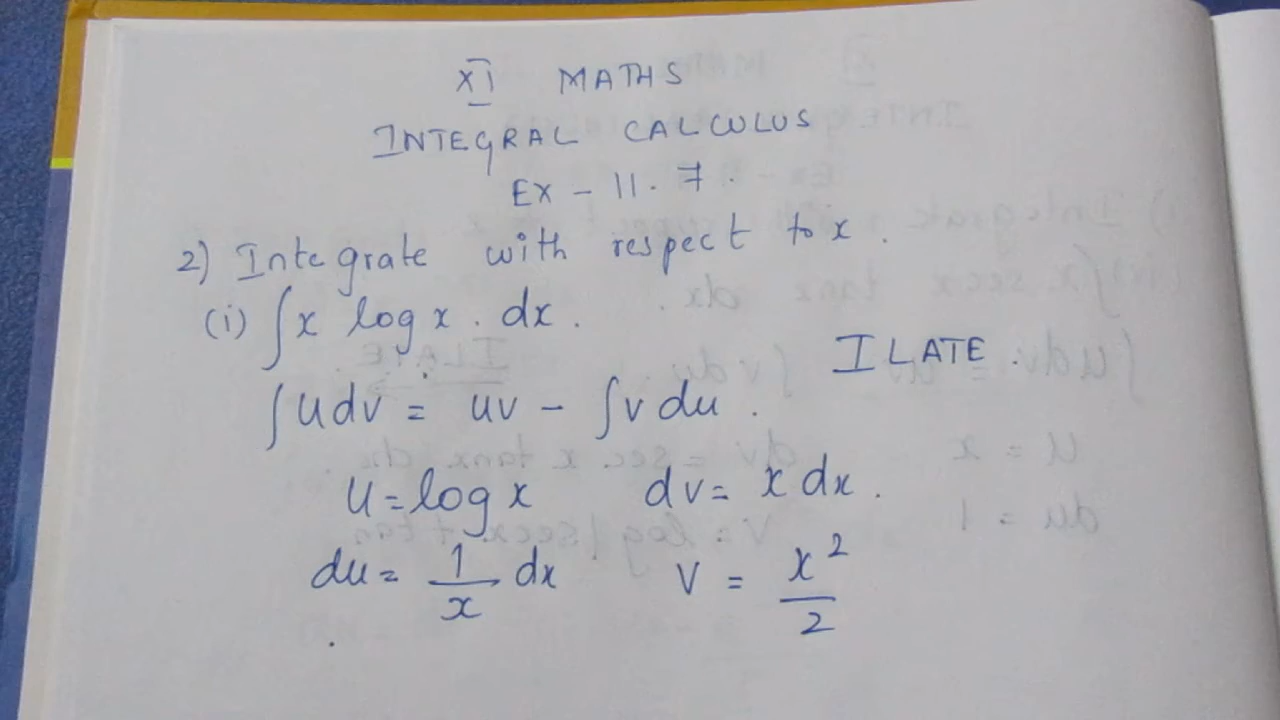 XI MATHS
INTEGRAL CALCULUS
Ex - 11.7.
2) Integrate with respect to x.
(i) ∫x log x . dx.
ILATE.
∫u dv = uv - ∫v du.
u = log x dv = x dx.
du = 1/x dx v = x²/2